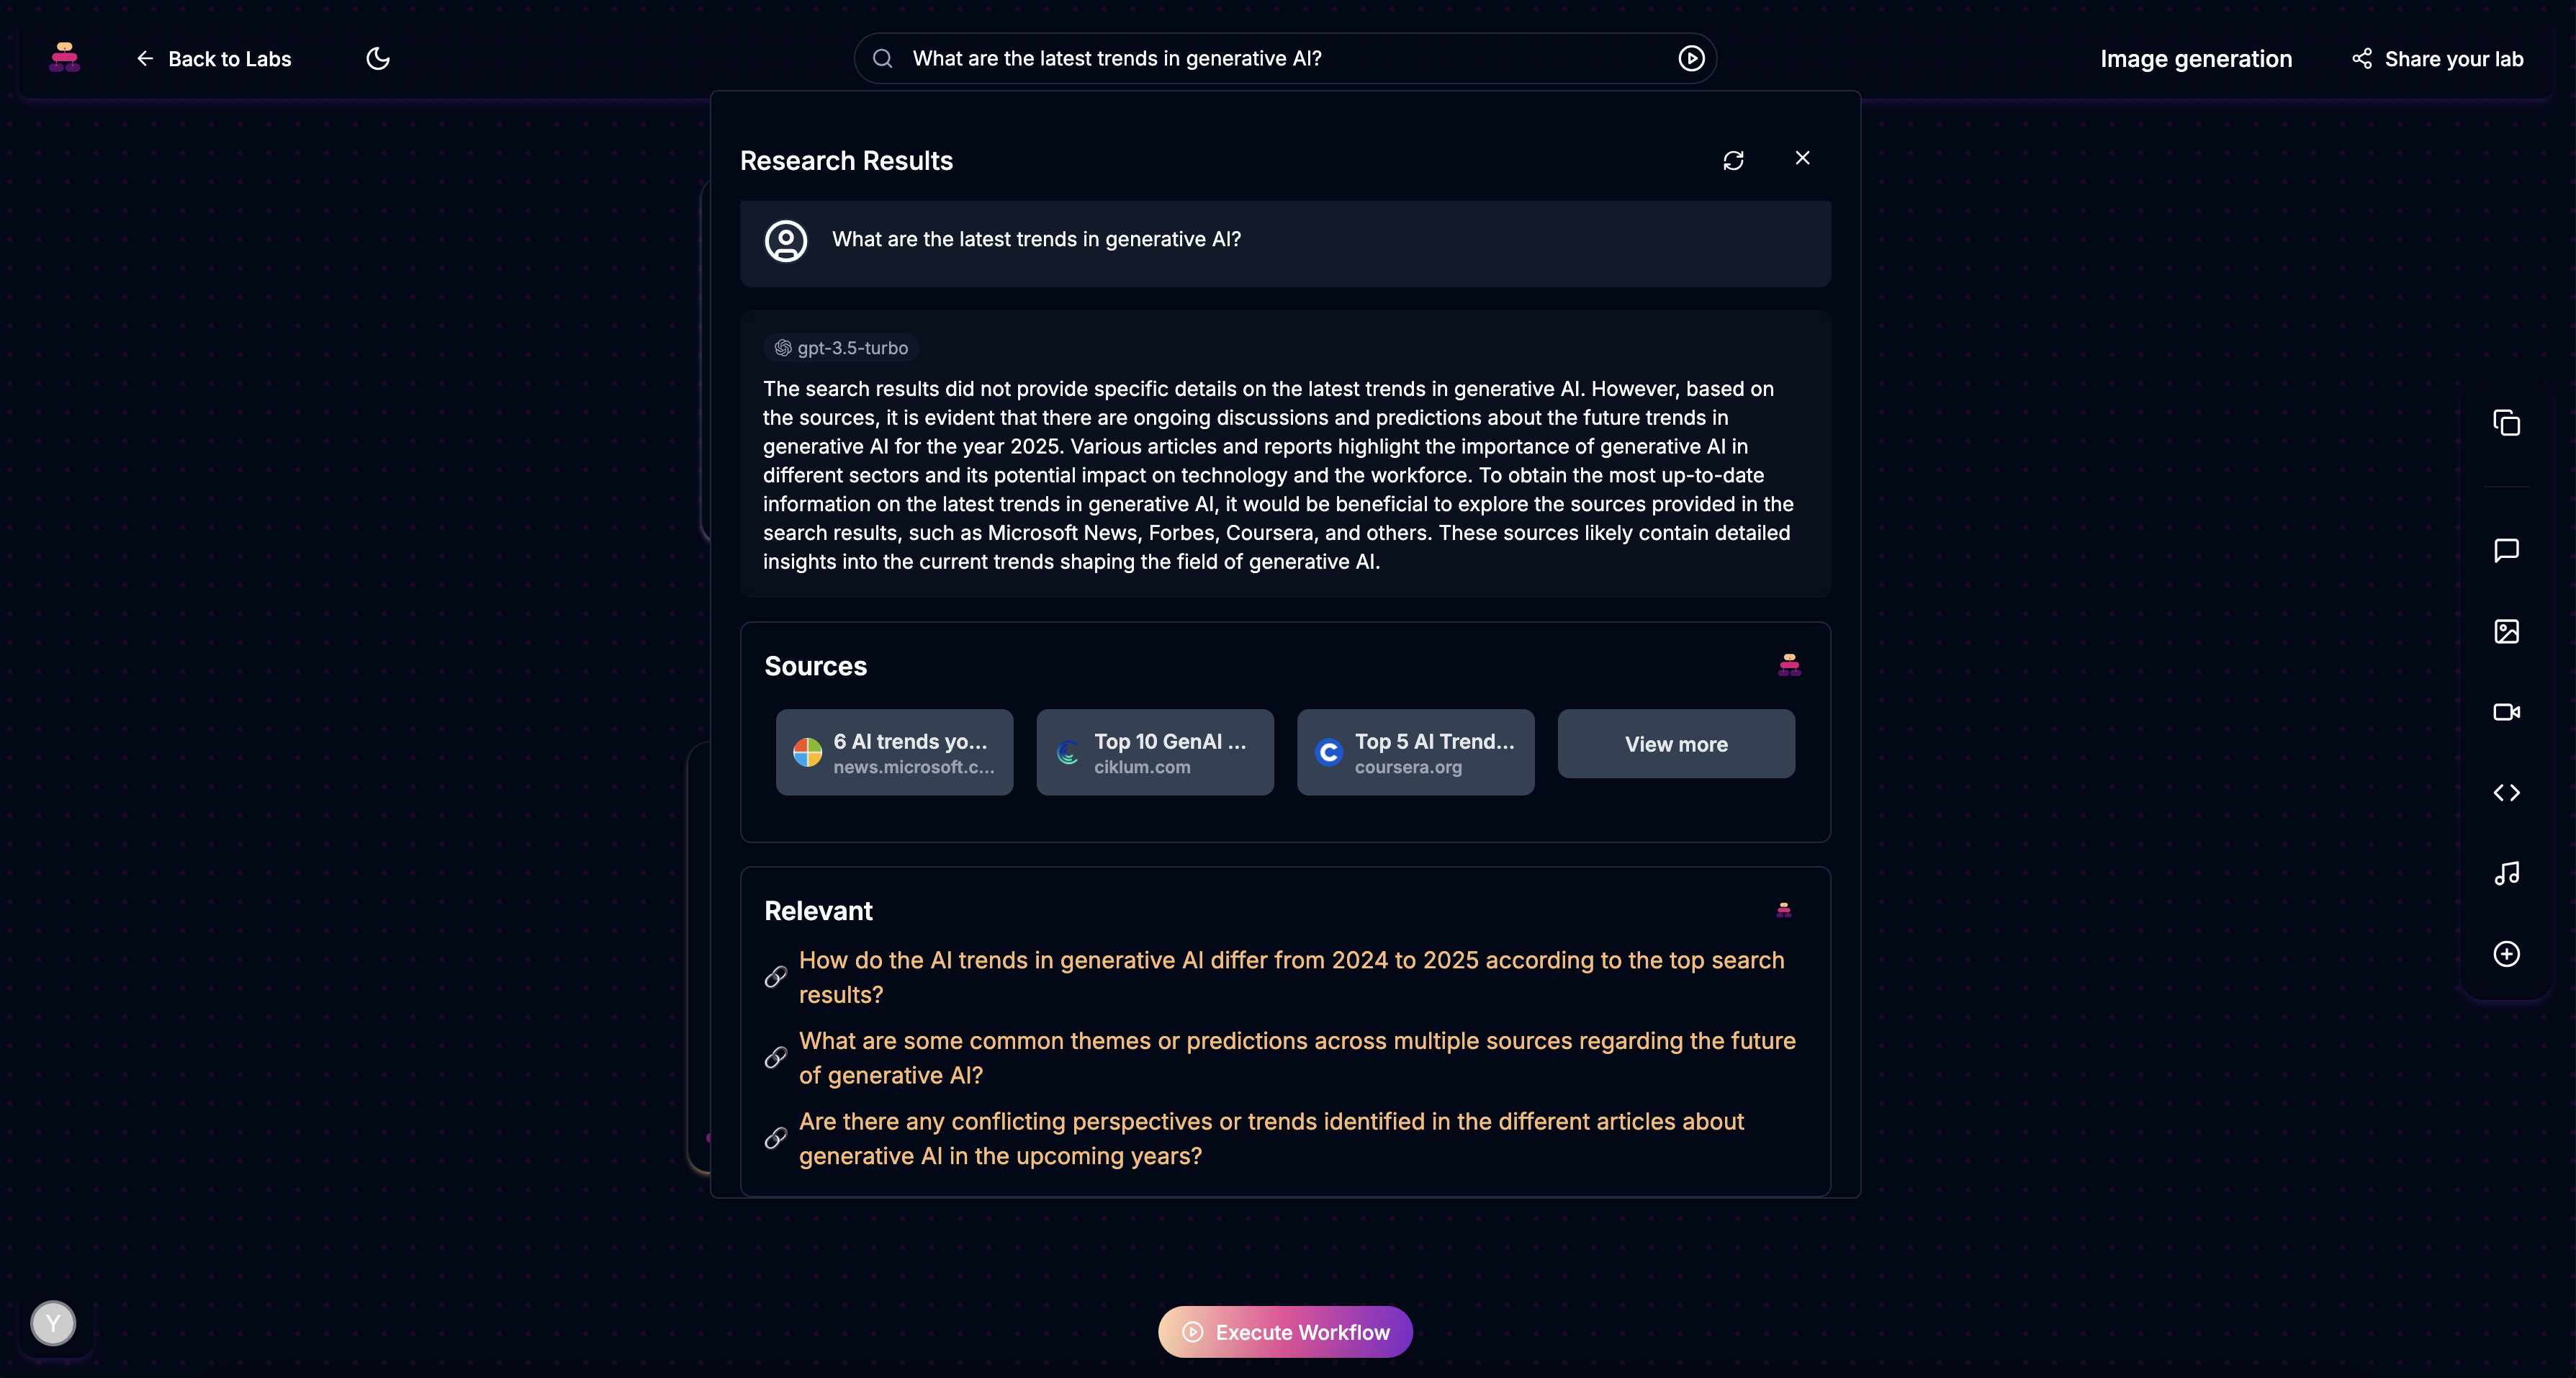 Back to Labs
What are the latest trends in generative AI?
Image generation
Share your lab
Research Results
What are the latest trends in generative AI?
gpt-3.5-turbo
The search results did not provide specific details on the latest trends in generative AI. However, based on
the sources, it is evident that there are ongoing discussions and predictions about the future trends in
generative AI for the year 2025. Various articles and reports highlight the importance of generative AI in
different sectors and its potential impact on technology and the workforce. To obtain the most up-to-date
information on the latest trends in generative AI, it would be beneficial to explore the sources provided in the
search results, such as Microsoft News, Forbes, Coursera, and others. These sources likely contain detailed
insights into the current trends shaping the field of generative AI.
Sources
6 AI trends yo...
news.microsoft.c...
Top 10 GenAI ...
ciklum.com
Top 5 AI Trend...
coursera.org
View more
Relevant
How do the AI trends in generative AI differ from 2024 to 2025 according to the top search
results?
What are some common themes or predictions across multiple sources regarding the future
of generative AI?
Are there any conflicting perspectives or trends identified in the different articles about
generative AI in the upcoming years?
Y
Execute Workflow